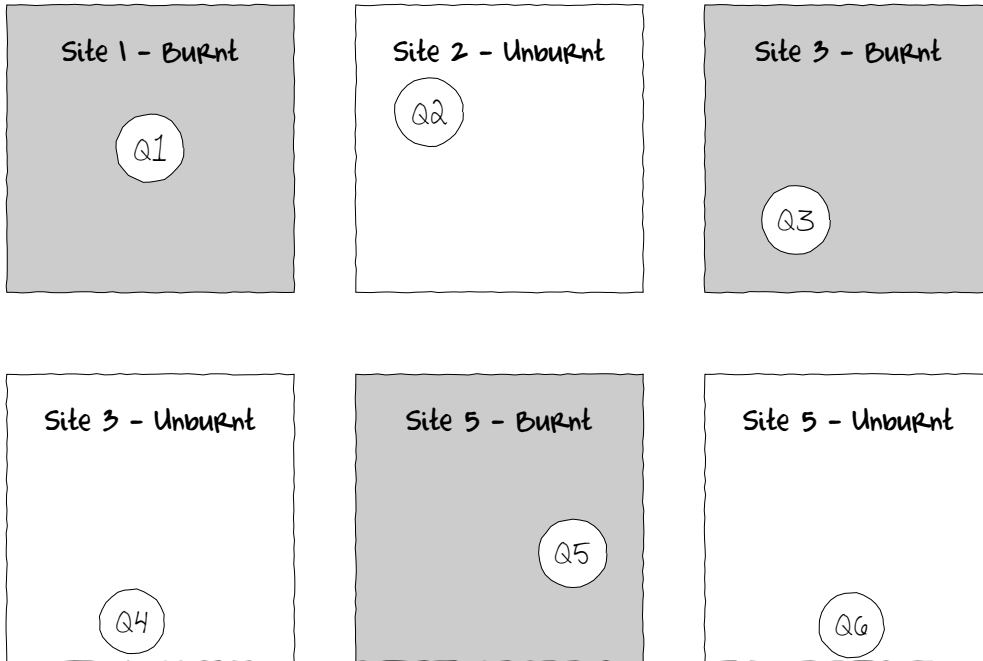 Site 1 - Burnt
Site 2 - Unburnt
Site 3 - Burnt
Q1
Q2
Q3
Site 3 - Unburnt
Site 5 - Burnt
Site 5 - Unburnt
Q4
Q5
Q6